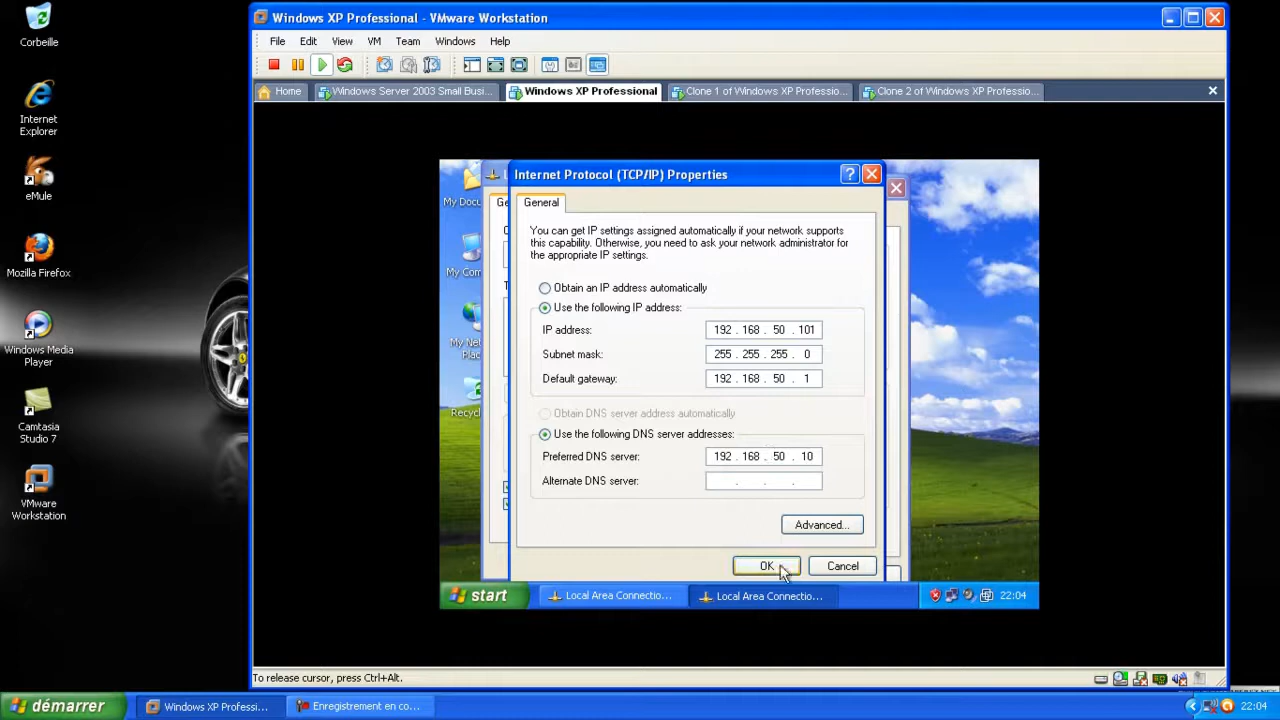 Corbeille
Internet
Explorer
eMule
Mozilla Firefox
Windows Media
Player
Camtasia
Studio 7
VMware
Workstation
Windows XP Professional - VMware Workstation
File Edit View VM Team Windows Help
Home Windows Server 2003 Small Busi... Windows XP Professional Clone 1 of Windows XP Professio... Clone 2 of Windows XP Professio...
My Docu
My Com
My Net
Plac
Recyc
Internet Protocol (TCP/IP) Properties
General
You can get IP settings assigned automatically if your network supports
this capability. Otherwise, you need to ask your network administrator for
the appropriate IP settings.
Obtain an IP address automatically
Use the following IP address:
IP address: 192 . 168 . 50 . 101
Subnet mask: 255 . 255 . 255 . 0
Default gateway: 192 . 168 . 50 . 1
Obtain DNS server address automatically
Use the following DNS server addresses:
Preferred DNS server: 192 . 168 . 50 . 10
Alternate DNS server: . . .
Advanced...
OK Cancel
start Local Area Connectio... Local Area Connectio... 22:04
To release cursor, press Ctrl+Alt.
démarrer Windows XP Professi... Enregistrement en co... 22:04